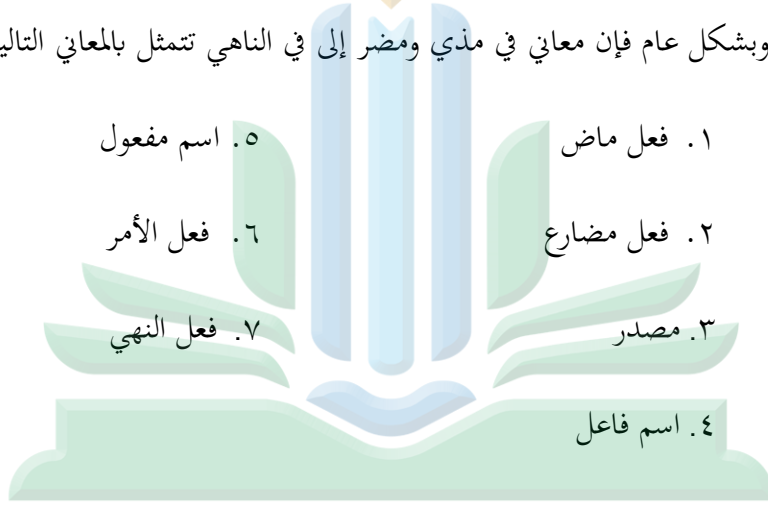 وبشكل عام فإن معاني في مذي ومضر إلى في الناهي تتمثل بالمعاني التالي
١. فعل ماض
٥. اسم مفعول
٢. فعل مضارع
٦. فعل الأمر
٣. مصدر
٧. فعل النهي
٤. اسم فاعل